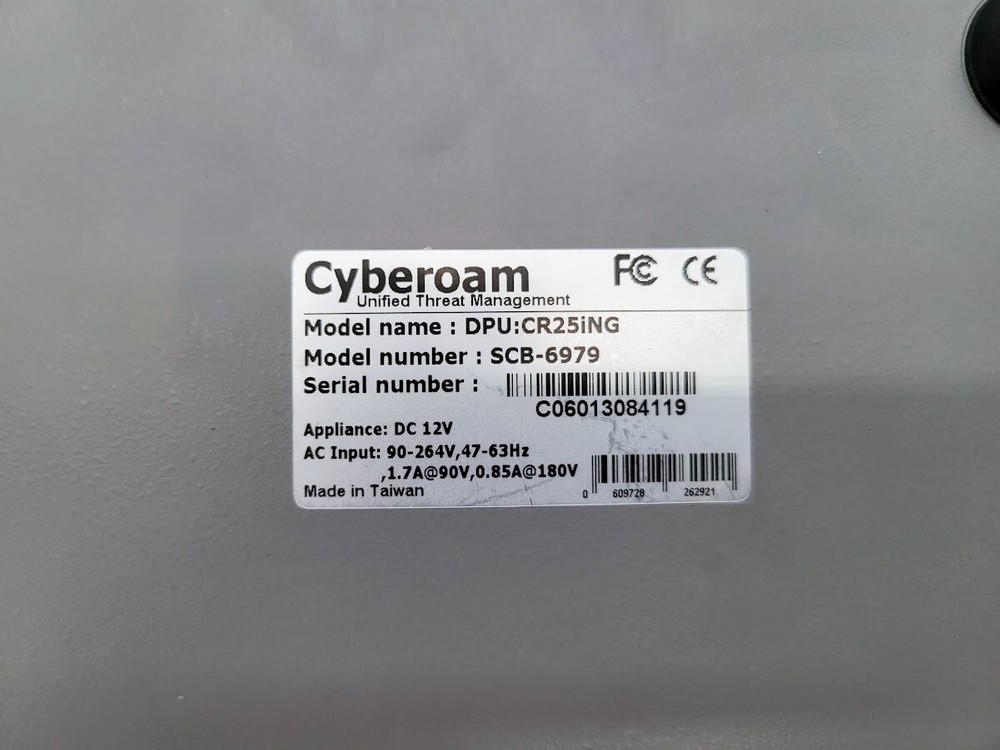 Cyberoam
FCC CE
Unified Threat Management
Model name : DPU:CR25iNG
Model number : SCB-6979
Serial number :
C06013084119
Appliance: DC 12V
AC Input: 90-264V,47-63Hz
,1.7A@90V,0.85A@180V
Made in Taiwan
0 609728 262921